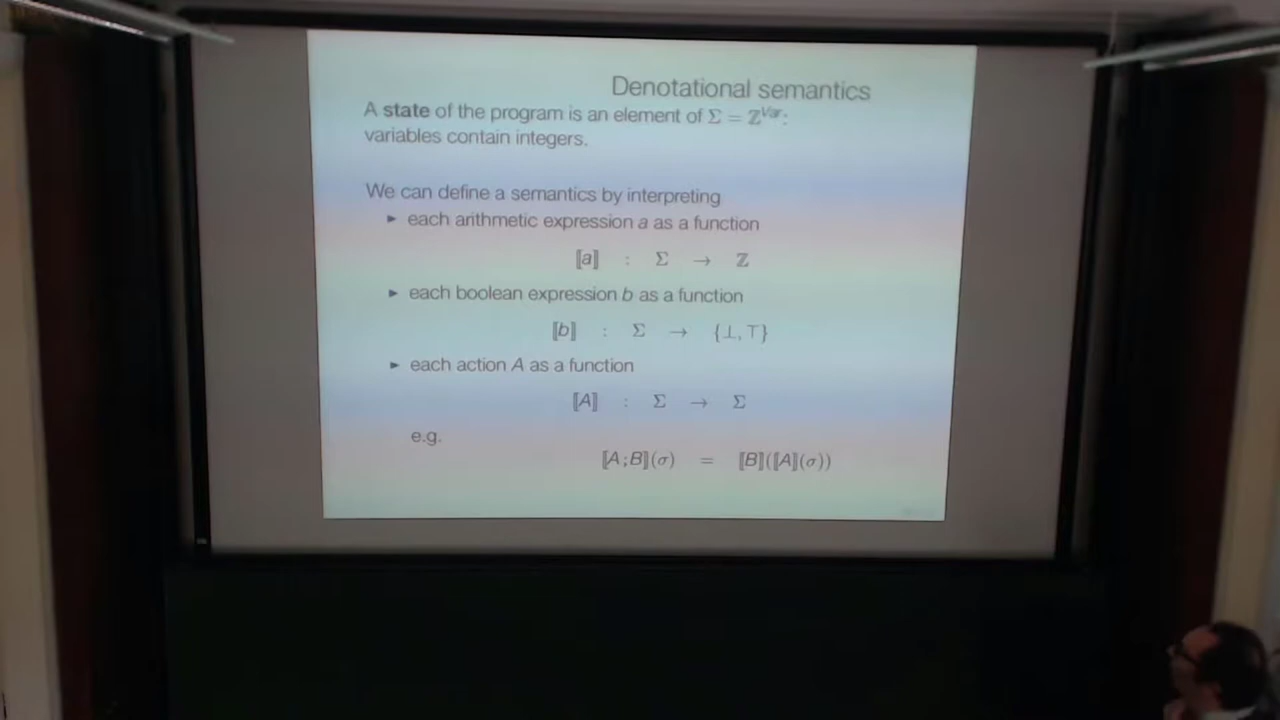 Denotational semantics
A state of the program is an element of Σ = ℤ^Var:
variables contain integers.
We can define a semantics by interpreting
► each arithmetic expression a as a function
⟦a⟧ : Σ → ℤ
► each boolean expression b as a function
⟦b⟧ : Σ → {⊥, ⊤}
► each action A as a function
⟦A⟧ : Σ → Σ
e.g.
⟦A;B⟧(σ) = ⟦B⟧(⟦A⟧(σ))